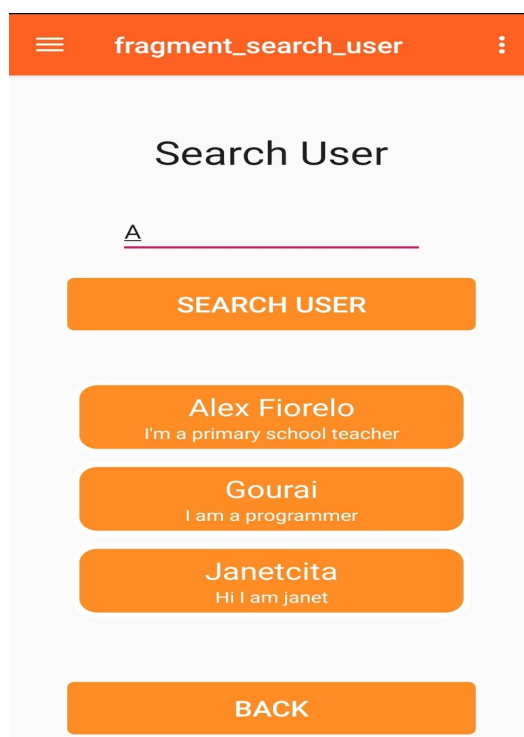 fragment_search_user
Search User
A
SEARCH USER
Alex Fiorelo
I'm a primary school teacher
Gourai
I am a programmer
Janetcita
Hi I am janet
BACK